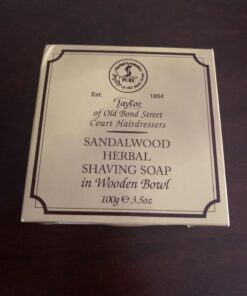 PURE
Est. 1854
Taylor
of Old Bond Street
Court Hairdressers
SANDALWOOD
HERBAL
SHAVING SOAP
in Wooden Bowl
100g ℮ 3.5oz